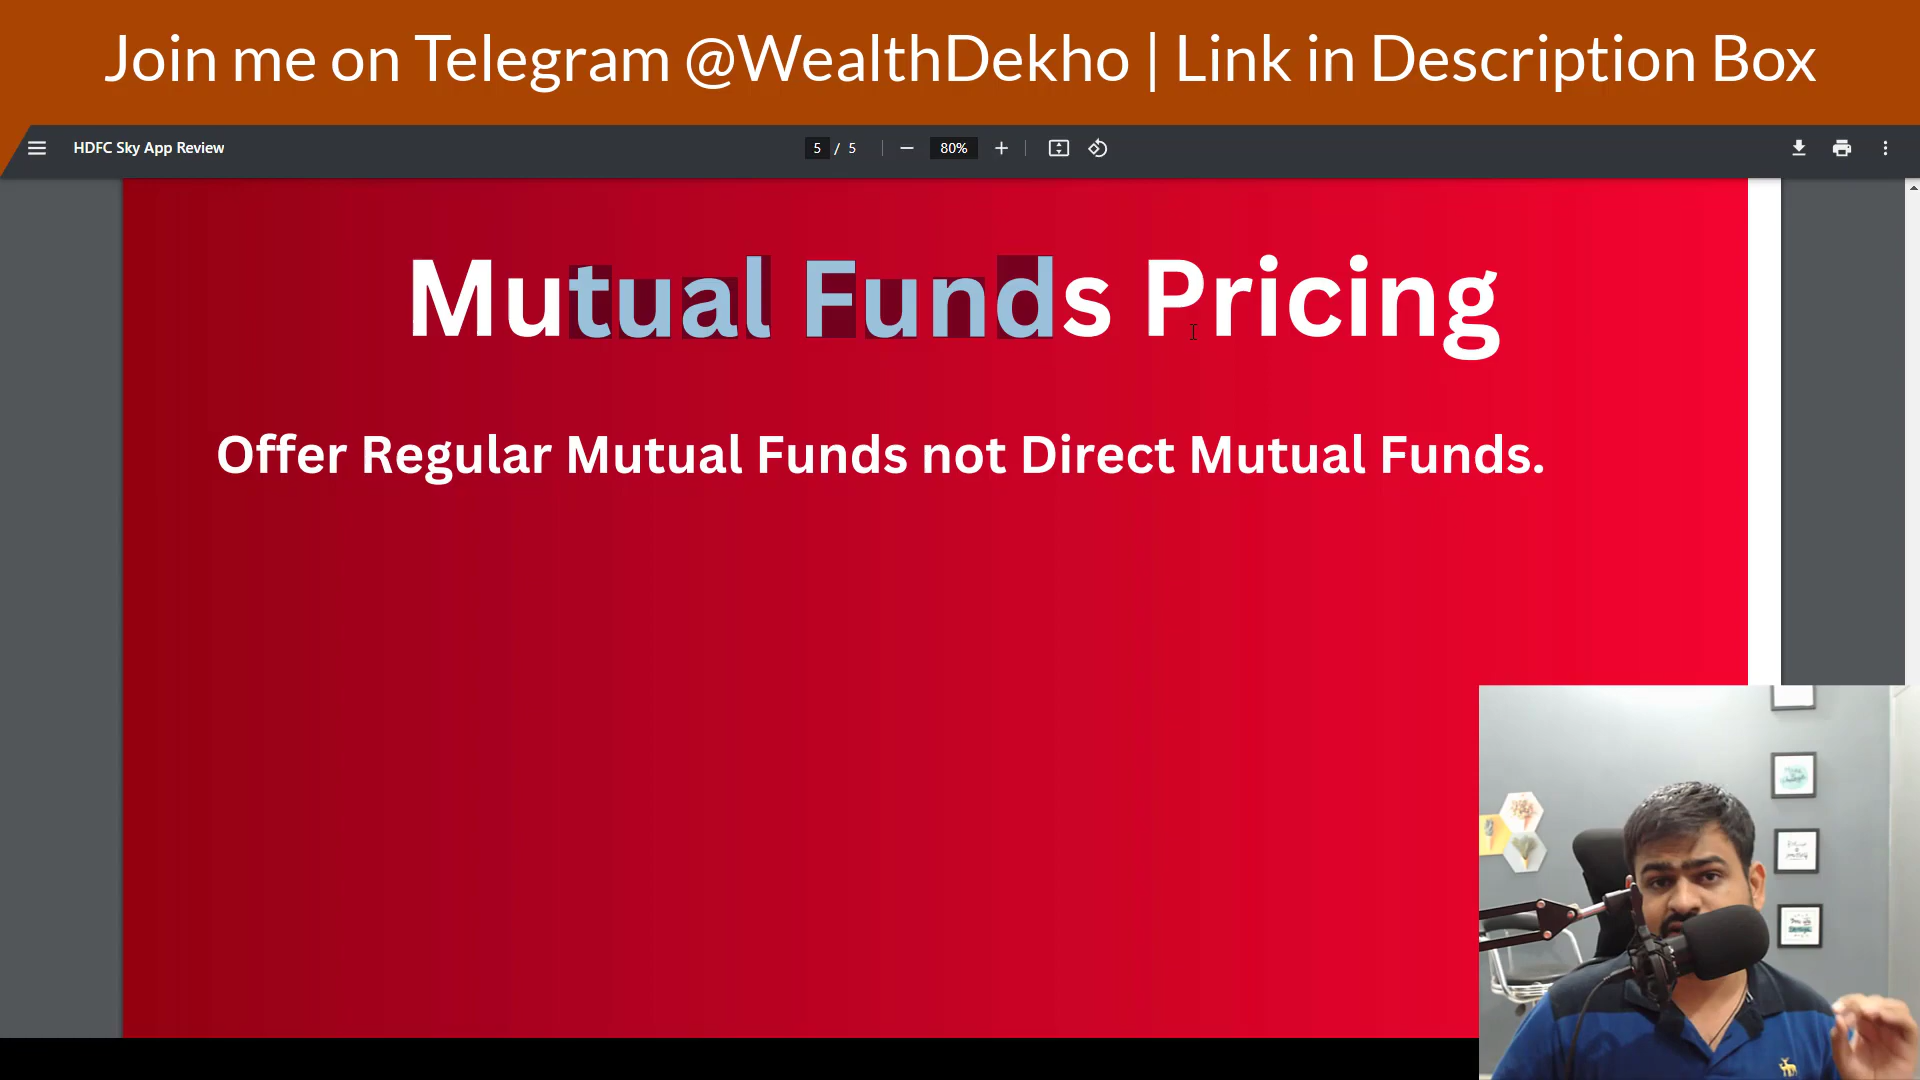 Join me on Telegram @WealthDekho | Link in Description Box
HDFC Sky App Review
5 / 5
80%
Mutual Funds Pricing
Offer Regular Mutual Funds not Direct Mutual Funds.